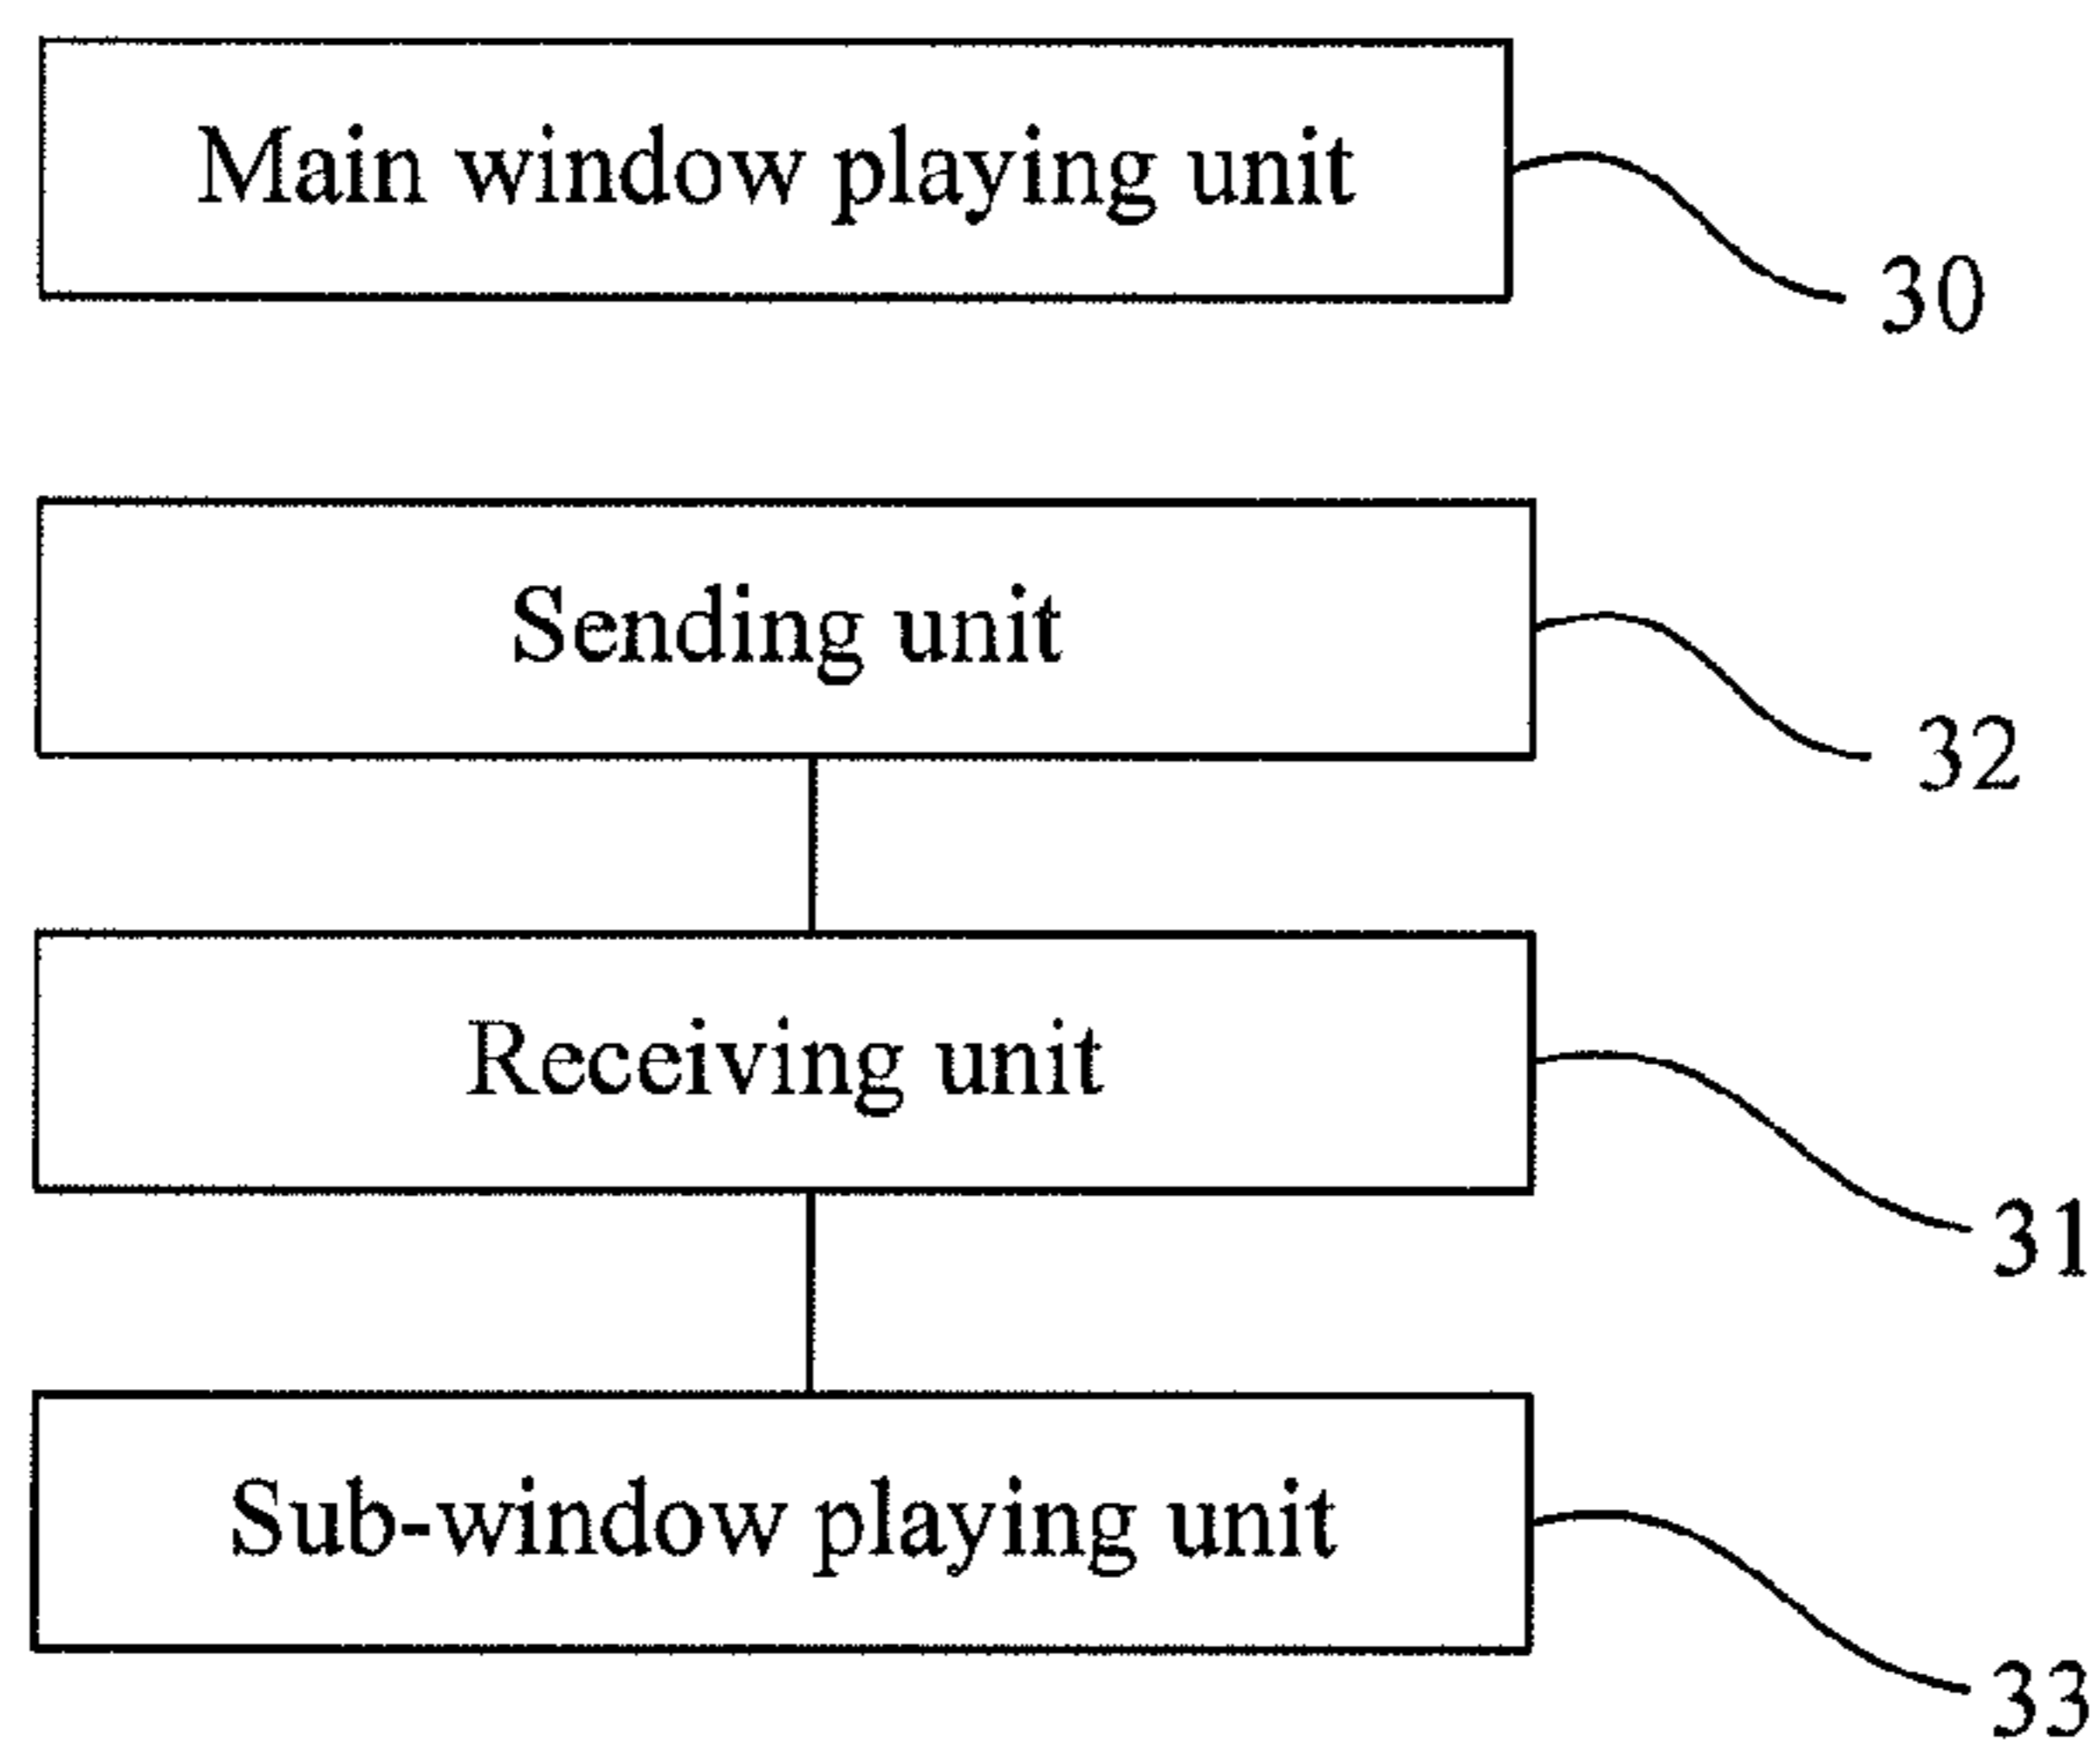 Main window playing unit
30
Sending unit
32
Receiving unit
31
Sub-window playing unit
33